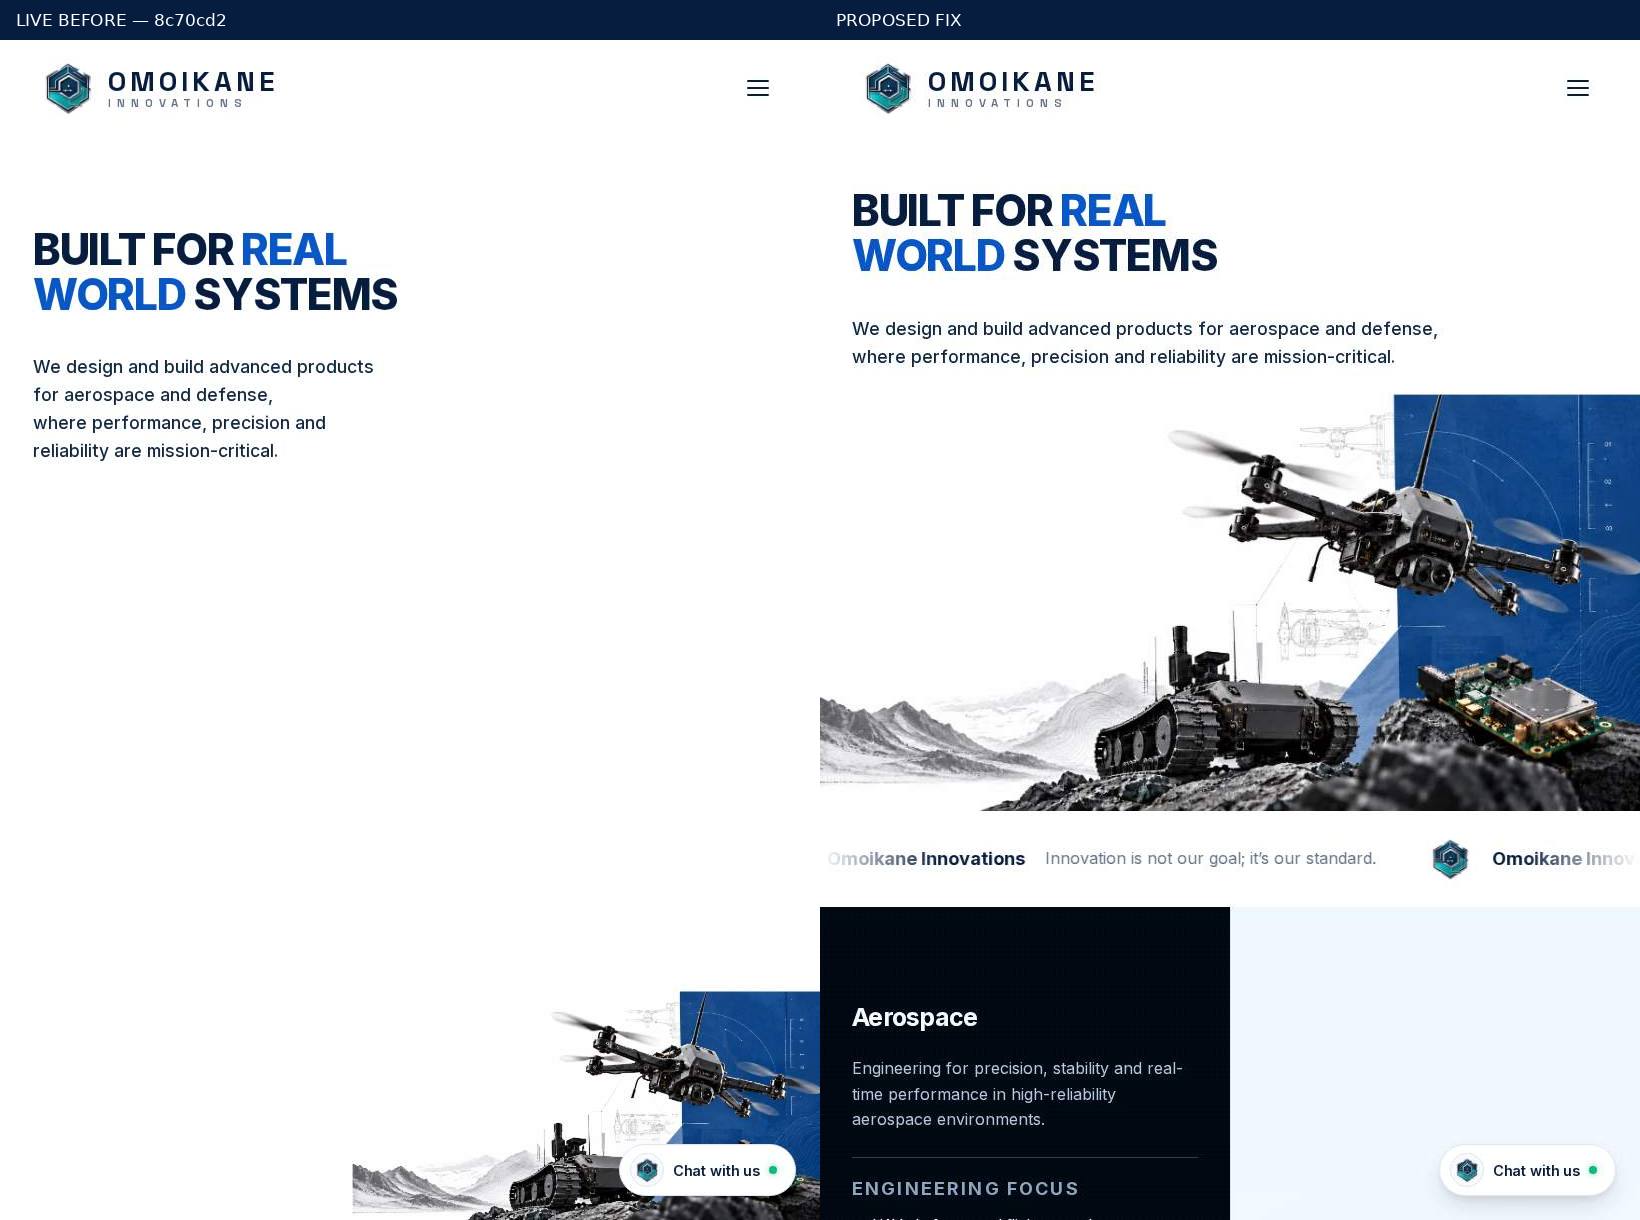 LIVE BEFORE — 8c70cd2
OMOIKANE
INNOVATIONS
BUILT FOR REAL
WORLD SYSTEMS
We design and build advanced products
for aerospace and defense,
where performance, precision and
reliability are mission-critical.
Chat with us
PROPOSED FIX
OMOIKANE
INNOVATIONS
BUILT FOR REAL
WORLD SYSTEMS
We design and build advanced products for aerospace and defense,
where performance, precision and reliability are mission-critical.
Omoikane Innovations Innovation is not our goal; it’s our standard. Omoikane Innov
Aerospace
Engineering for precision, stability and real-
time performance in high-reliability
aerospace environments.
ENGINEERING FOCUS
Chat with us